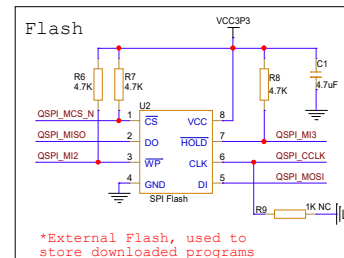 Flash
VCC3P3
R6
4.7K
R7
4.7K
R8
4.7K
C1
4.7uF
U2
QSPI_MCS_N
1
CS
VCC
8
QSPI_MISO
2
DO
HOLD
7
QSPI_MI3
QSPI_MI2
3
WP
CLK
6
QSPI_CCLK
4
GND
DI
5
QSPI_MOSI
SPI Flash
R9
1K NC
*External Flash, used to
store downloaded programs